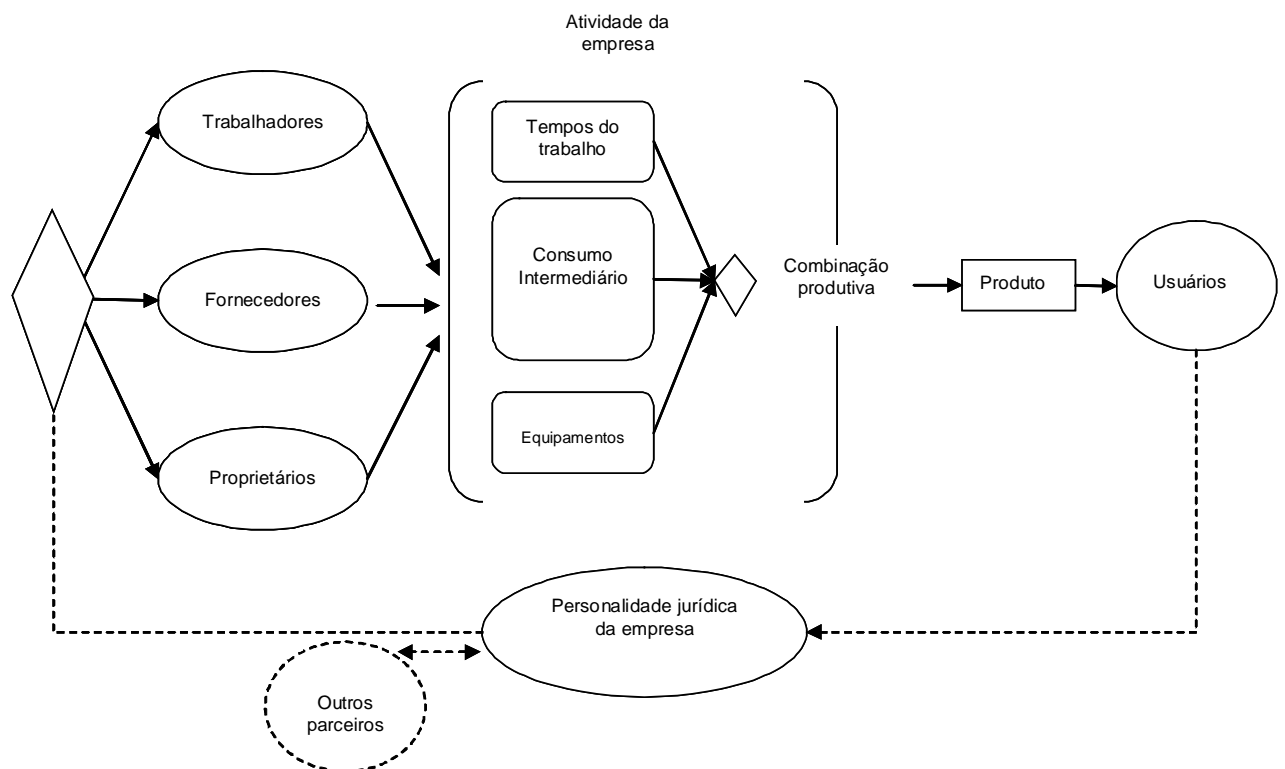 Atividade da
empresa
Trabalhadores
Tempos do
trabalho
Fornecedores
Consumo
Intermediário
Combinação
produtiva
Produto
Usuários
Proprietários
Equipamentos
Personalidade jurídica
da empresa
Outros
parceiros